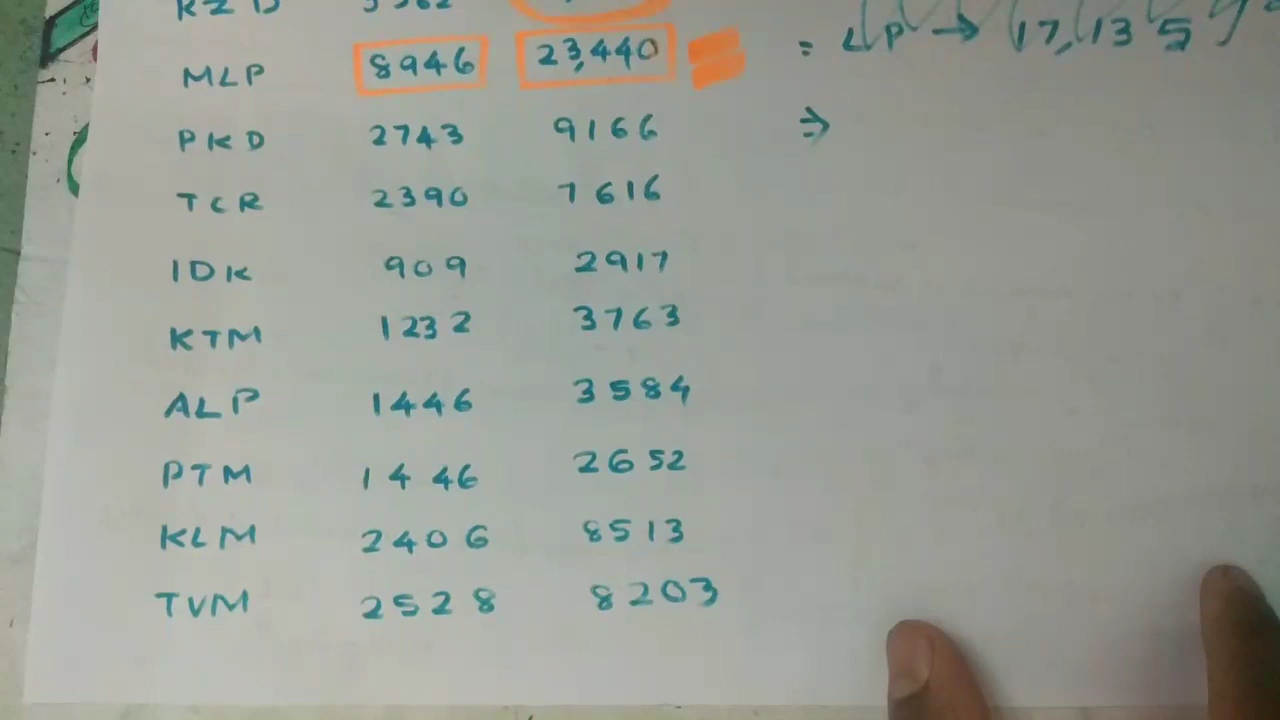 MLP 8946 23,440 = LP → 17,135
PKD 2743 9166 ⇒
TCR 2390 7616
IDK 909 2917
KTM 1232 3763
ALP 1446 3584
PTM 1446 2652
KLM 2406 8513
TVM 2528 8203